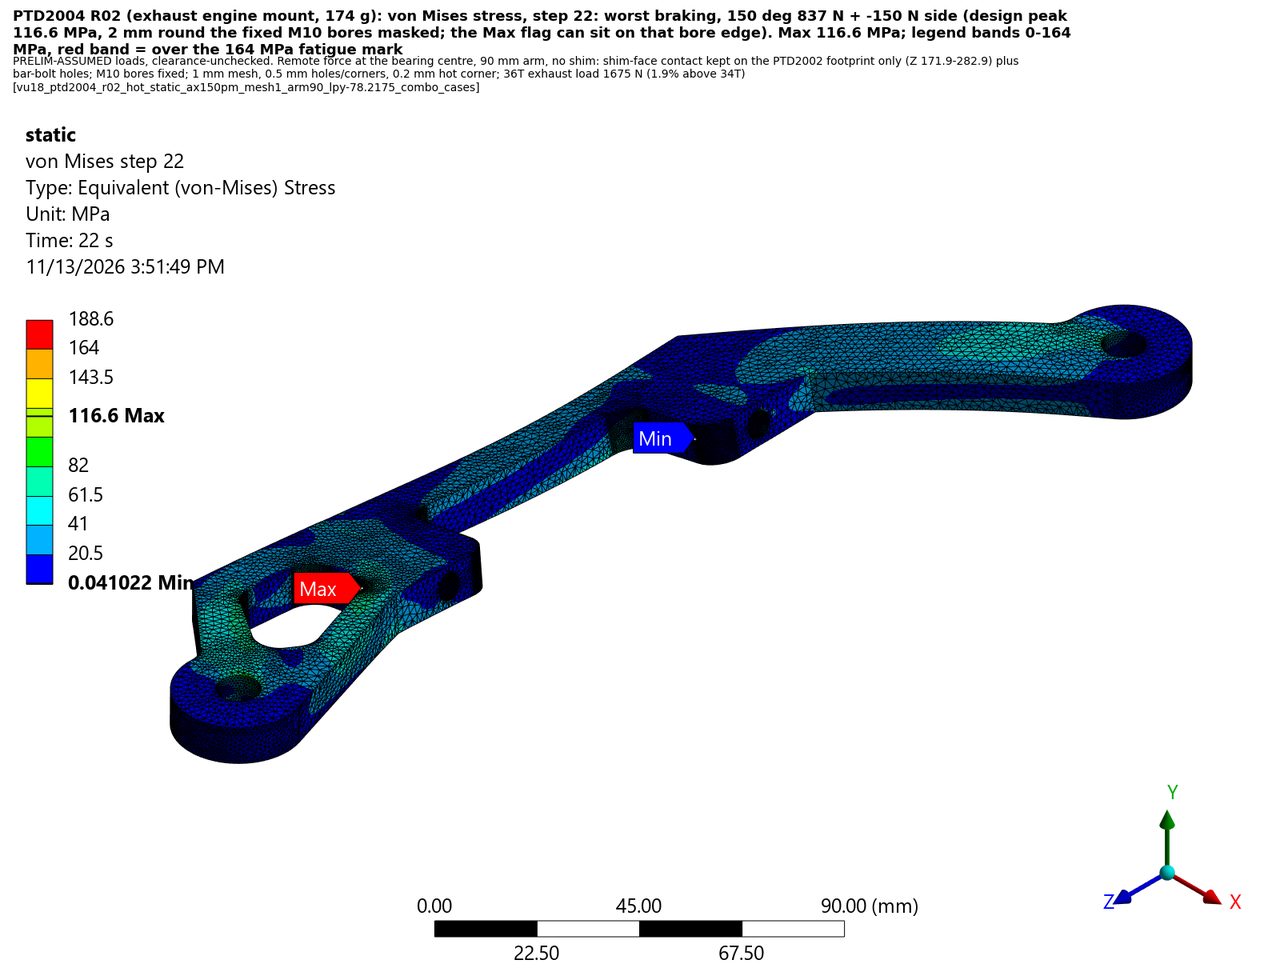 PTD2004 R02 (exhaust engine mount, 174 g): von Mises stress, step 22: worst braking, 150 deg 837 N + -150 N side (design peak
116.6 MPa, 2 mm round the fixed M10 bores masked; the Max flag can sit on that bore edge). Max 116.6 MPa; legend bands 0-164
MPa, red band = over the 164 MPa fatigue mark
PRELIM-ASSUMED loads, clearance-unchecked. Remote force at the bearing centre, 90 mm arm, no shim: shim-face contact kept on the PTD2002 footprint only (Z 171.9-282.9) plus
bar-bolt holes; M10 bores fixed; 1 mm mesh, 0.5 mm holes/corners, 0.2 mm hot corner; 36T exhaust load 1675 N (1.9% above 34T)
[vu18_ptd2004_r02_hot_static_ax150pm_mesh1_arm90_lpy-78.2175_combo_cases]
static
von Mises step 22
Type: Equivalent (von-Mises) Stress
Unit: MPa
Time: 22 s
11/13/2026 3:51:49 PM
188.6
164
143.5
116.6 Max
82
61.5
41
20.5
0.041022 Min
Min
Max
Y
Z
X
0.00
45.00
90.00 (mm)
22.50
67.50